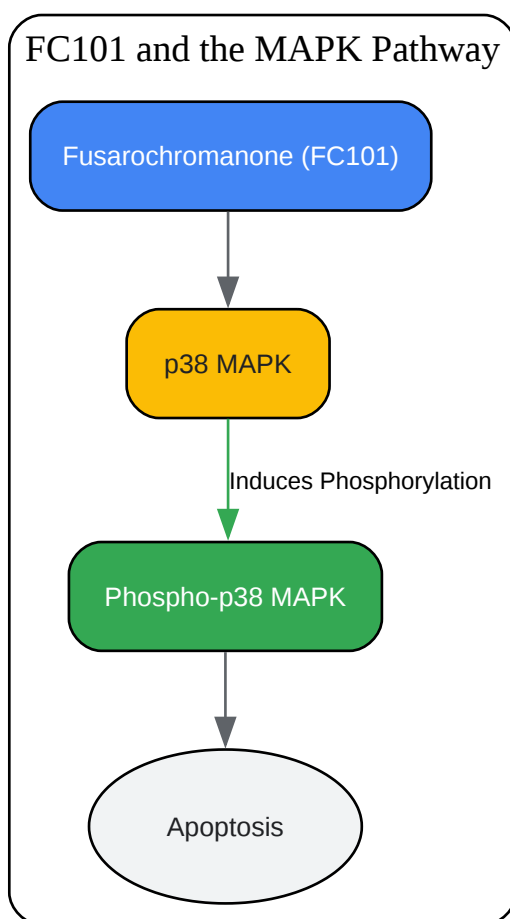 FC101 and the MAPK Pathway
Fusarochromanone (FC101)
p38 MAPK
Induces Phosphorylation
Phospho-p38 MAPK
Apoptosis